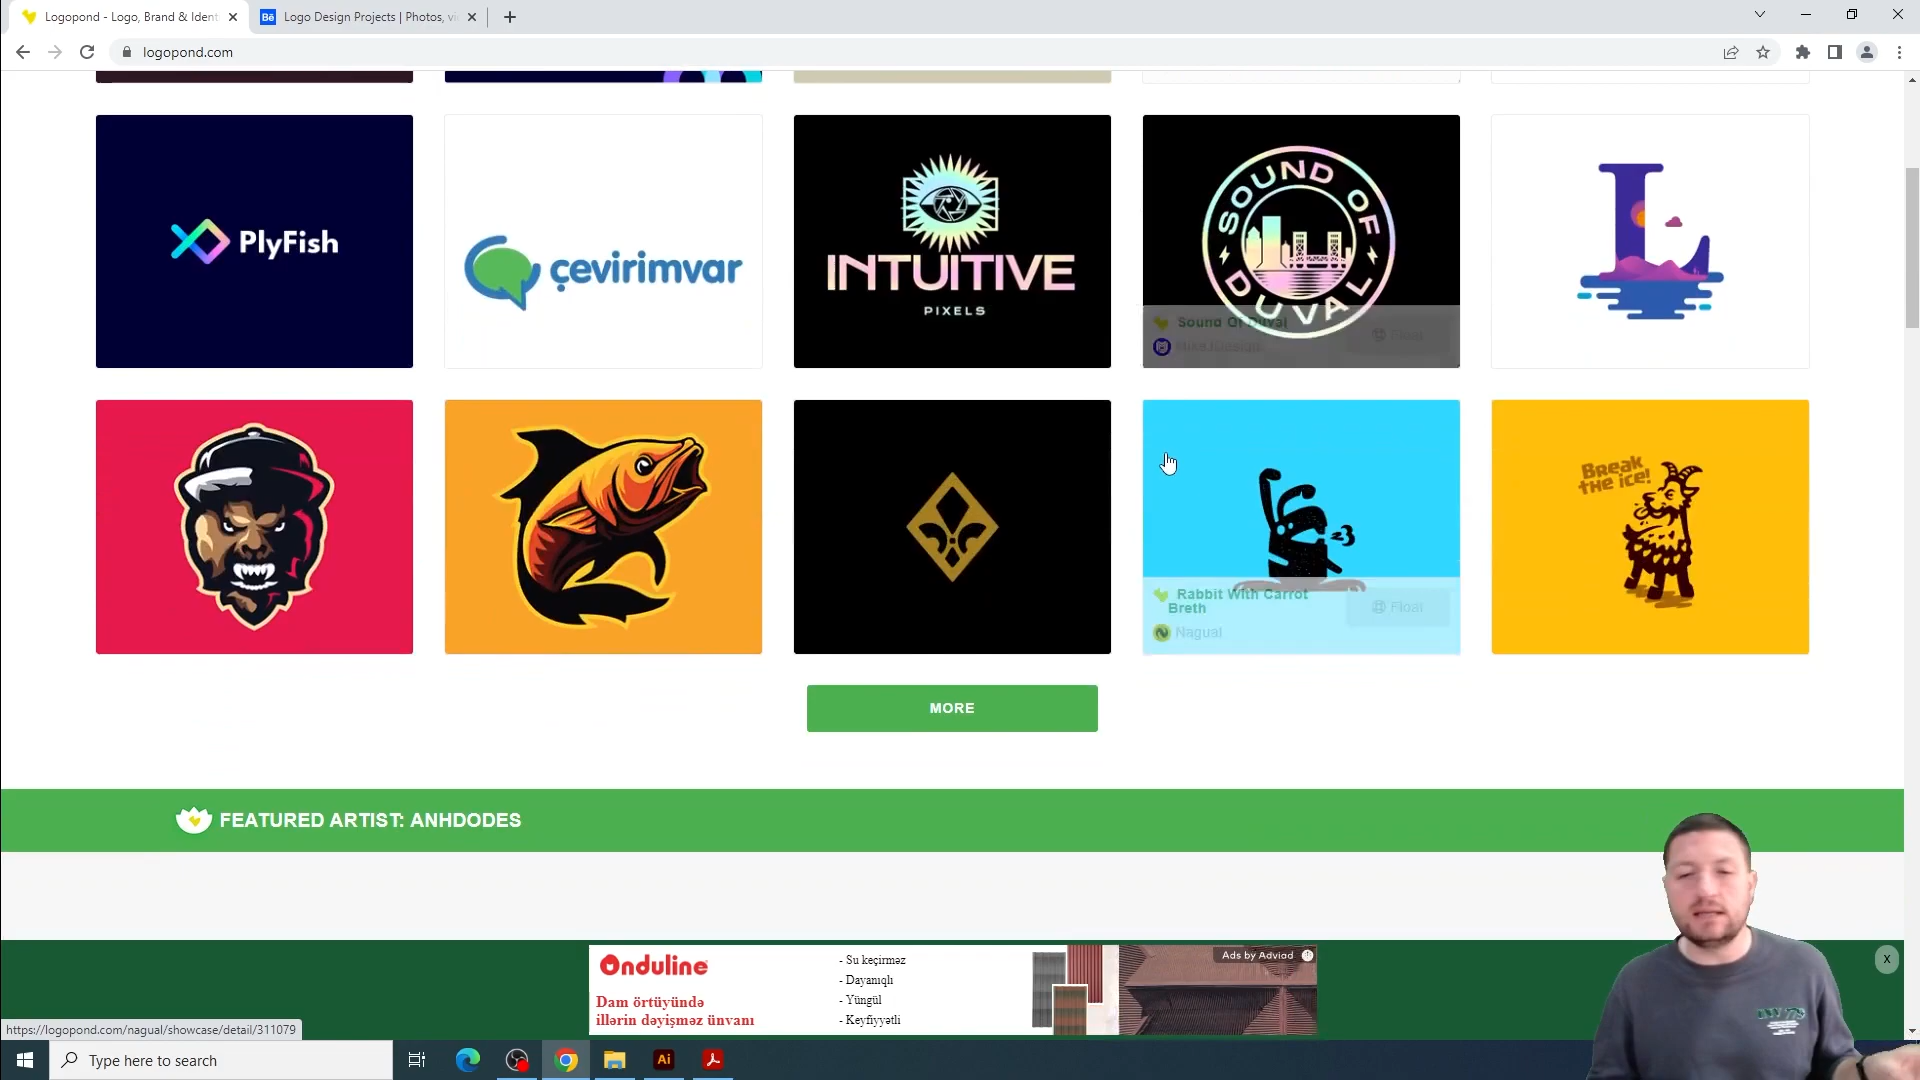 Logopond - Logo, Brand & Ident
Logo Design Projects | Photos, vi
logopond.com
PlyFish
çevirimvar
INTUITIVE
PIXELS
SOUND OF
DUVAL
Sound Of Duval
Float
L
Rabbit With Carrot
Breth
Float
Nagual
Break
the ice!
MORE
FEATURED ARTIST: ANHDODES
Onduline
Dam örtüyündə
illərin dəyişməz ünvanı
- Su keçirməz
- Dayanıqlı
- Yüngül
- Keyfiyyətli
Ads by Adviad
X
https://logopond.com/nagual/showcase/detail/311079
Type here to search
Ai